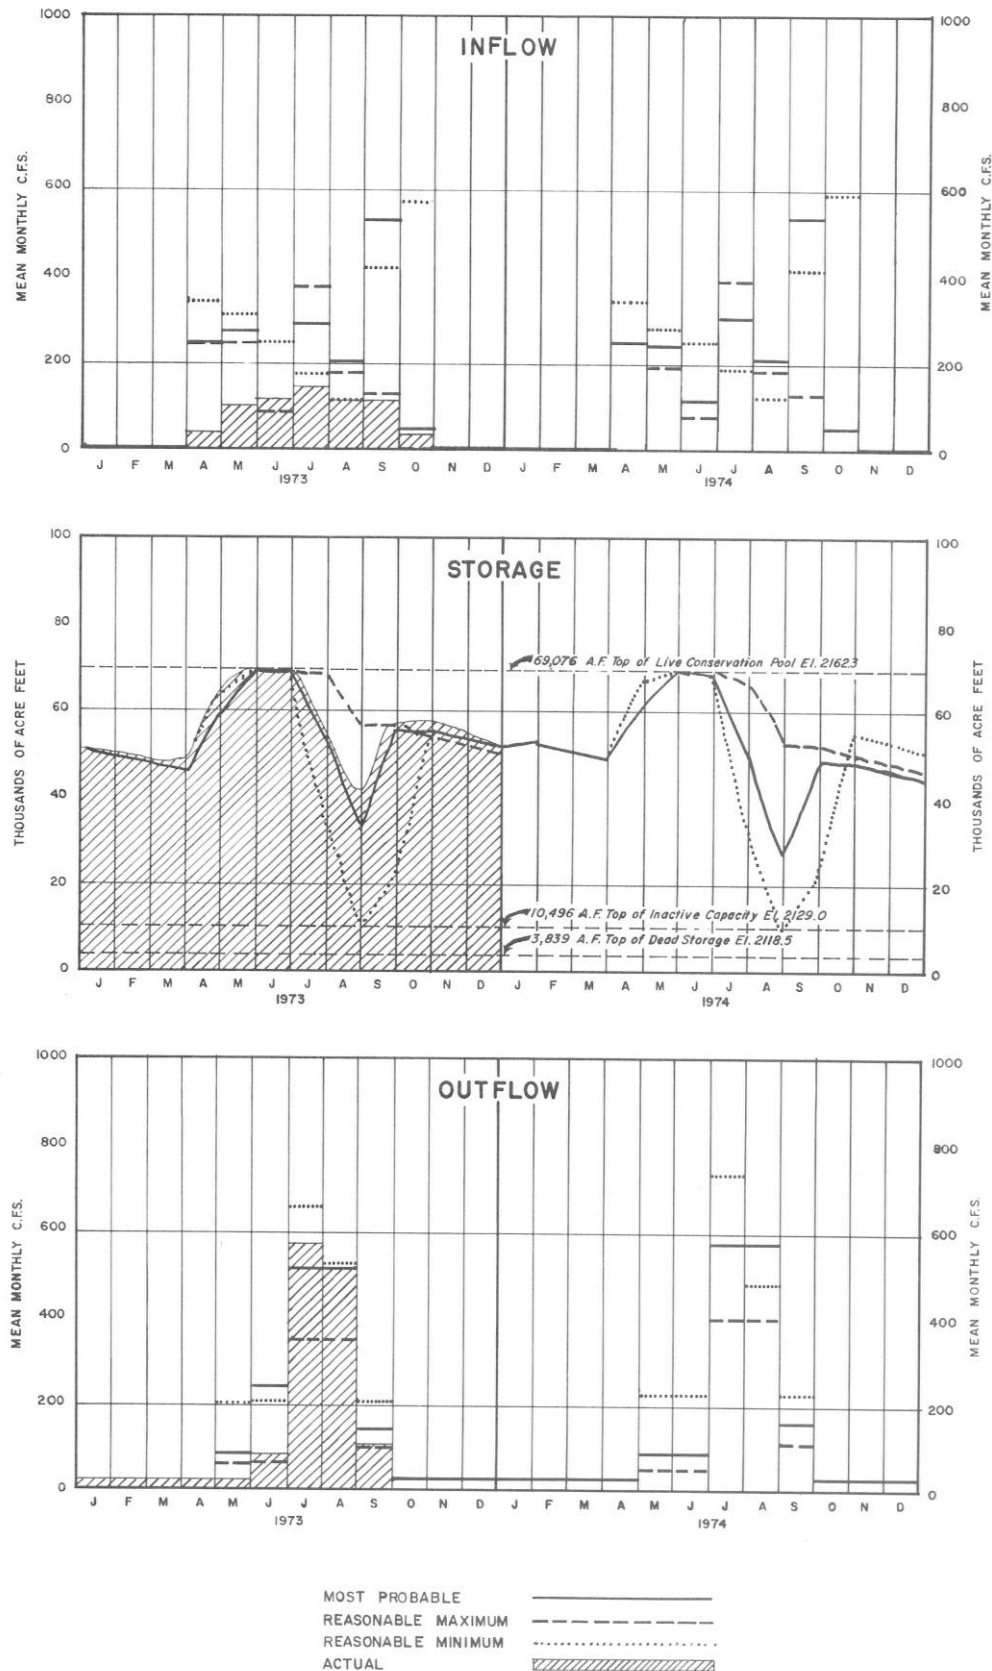 INFLOW
1000
800
600
400
200
0
MEAN MONTHLY C.F.S.
1000
800
600
400
200
0
MEAN MONTHLY C.F.S.
J F M A M J J A S O N D J F M A M J J A S O N D
1973 1974
STORAGE
100
80
60
40
20
0
THOUSANDS OF ACRE FEET
100
80
60
40
20
0
THOUSANDS OF ACRE FEET
69,076 A.F. Top of Live Conservation Pool El. 2162.3
10,496 A.F. Top of Inactive Capacity El. 2129.0
3,839 A.F. Top of Dead Storage El. 2118.5
J F M A M J J A S O N D J F M A M J J A S O N D
1973 1974
OUTFLOW
1000
800
600
400
200
0
MEAN MONTHLY C.F.S.
1000
800
600
400
200
0
MEAN MONTHLY C.F.S.
J F M A M J J A S O N D J F M A M J J A S O N D
1973 1974
MOST PROBABLE
REASONABLE MAXIMUM
REASONABLE MINIMUM
ACTUAL